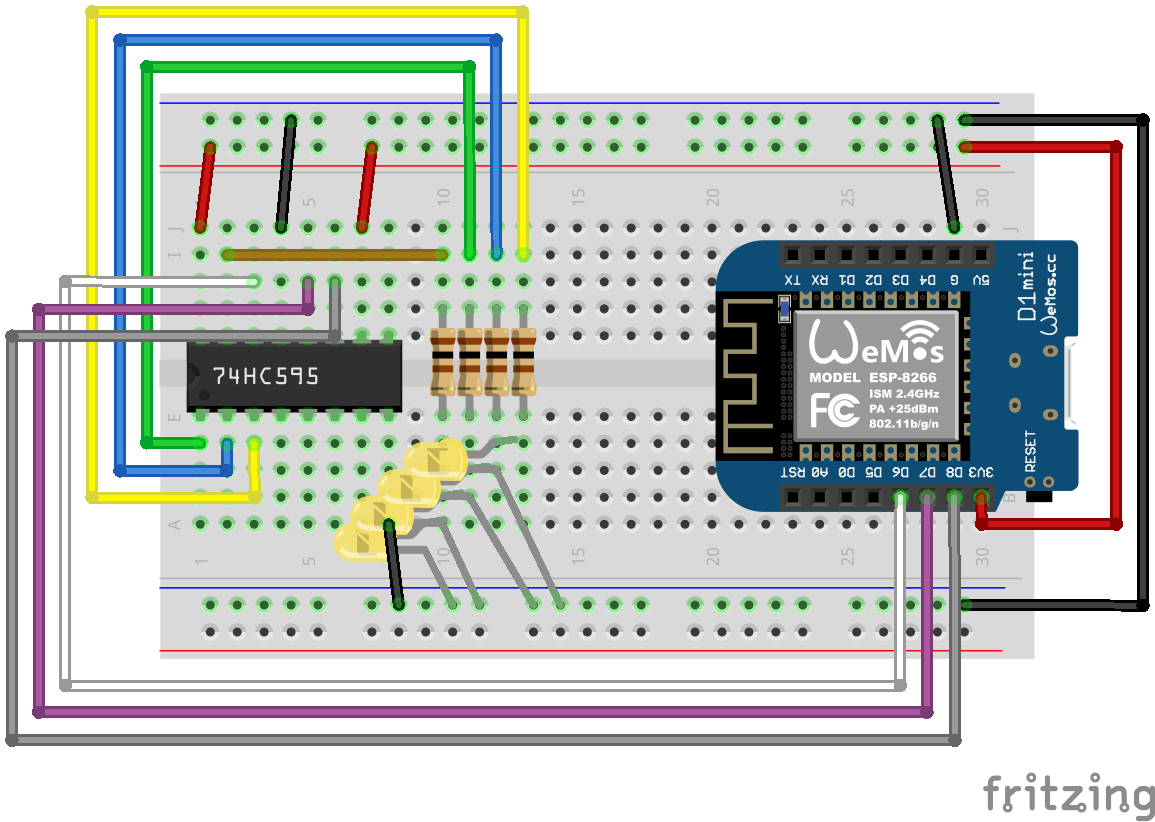 5 10 15 20 25 30
J J
I
TX RX D1 D2 D3 D4 G 5V
D1 mini
WeMos.cc
WeMos
MODEL ESP-8266
ISM 2.4GHz
PA +25dBm
802.11b/g/n
FC
74HC595
E
RESET
RST A0 D0 D5 D6 D7 D8 3V3
B
A
1 5 10 15 20 25 30
fritzing